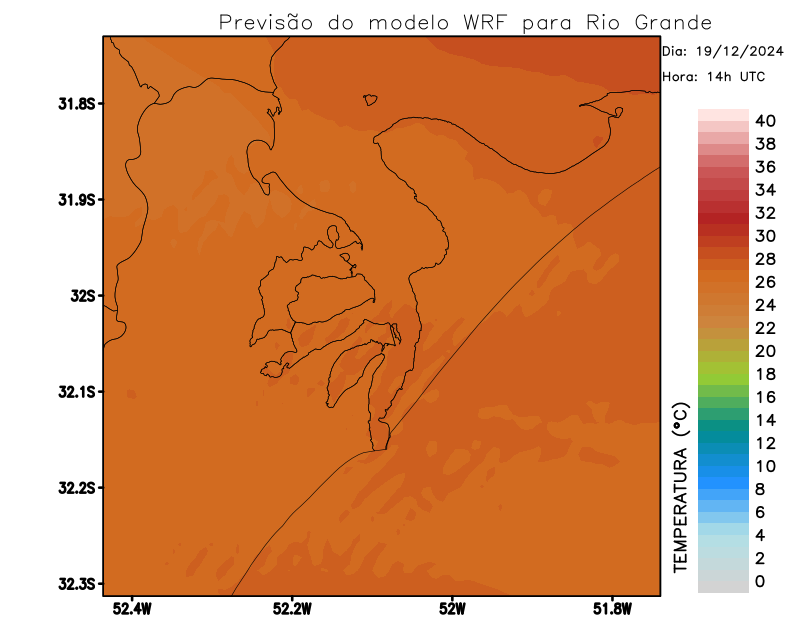 Previsão do modelo WRF para Rio Grande
Dia: 19/12/2024
Hora: 14h UTC
31.8S
31.9S
32S
32.1S
32.2S
32.3S
52.4W
52.2W
52W
51.8W
TEMPERATURA (°C)
40
38
36
34
32
30
28
26
24
22
20
18
16
14
12
10
8
6
4
2
0